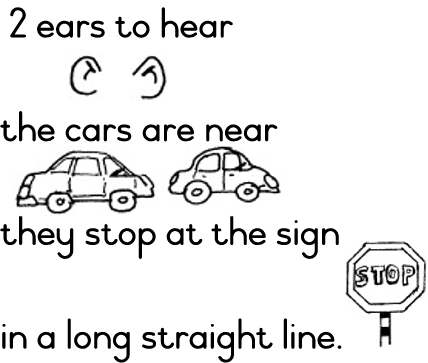 2 ears to hear
the cars are near
they stop at the sign
STOP
in a long straight line.